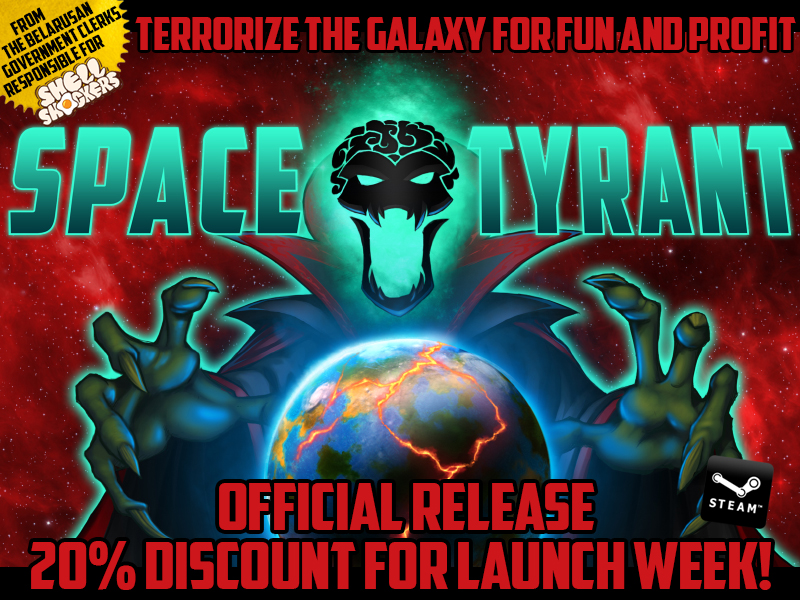 FROM
THE BELARUSAN
GOVERNMENT CLERKS
RESPONSIBLE FOR
SHELL
SHOCKERS
TERRORIZE THE GALAXY FOR FUN AND PROFIT
SPACE TYRANT
STEAM™
OFFICIAL RELEASE
20% DISCOUNT FOR LAUNCH WEEK!